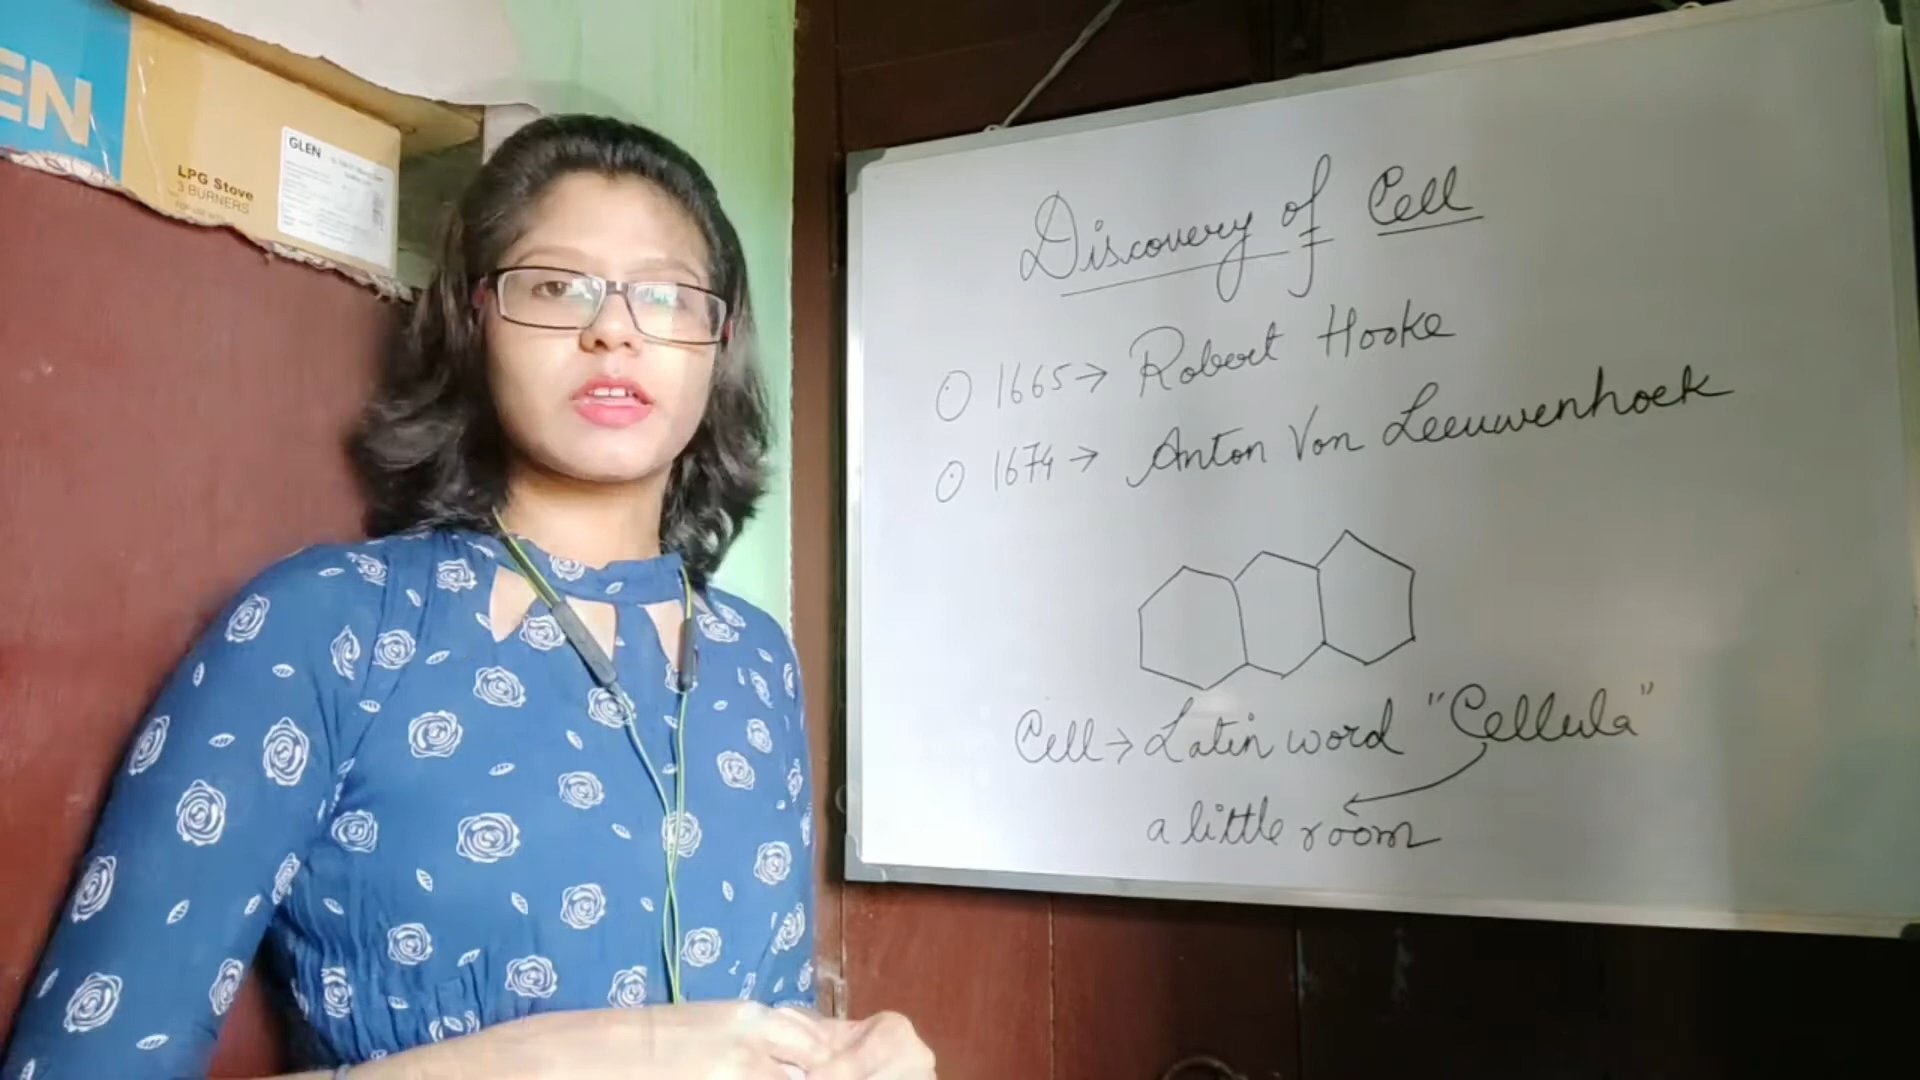 EN
GLEN
LPG Stove
3 BURNERS
Discovery of Cell
1665→ Robert Hooke
1674→ Anton Von Leeuwenhoek
Cell→ Latin word "Cellula"
a little room